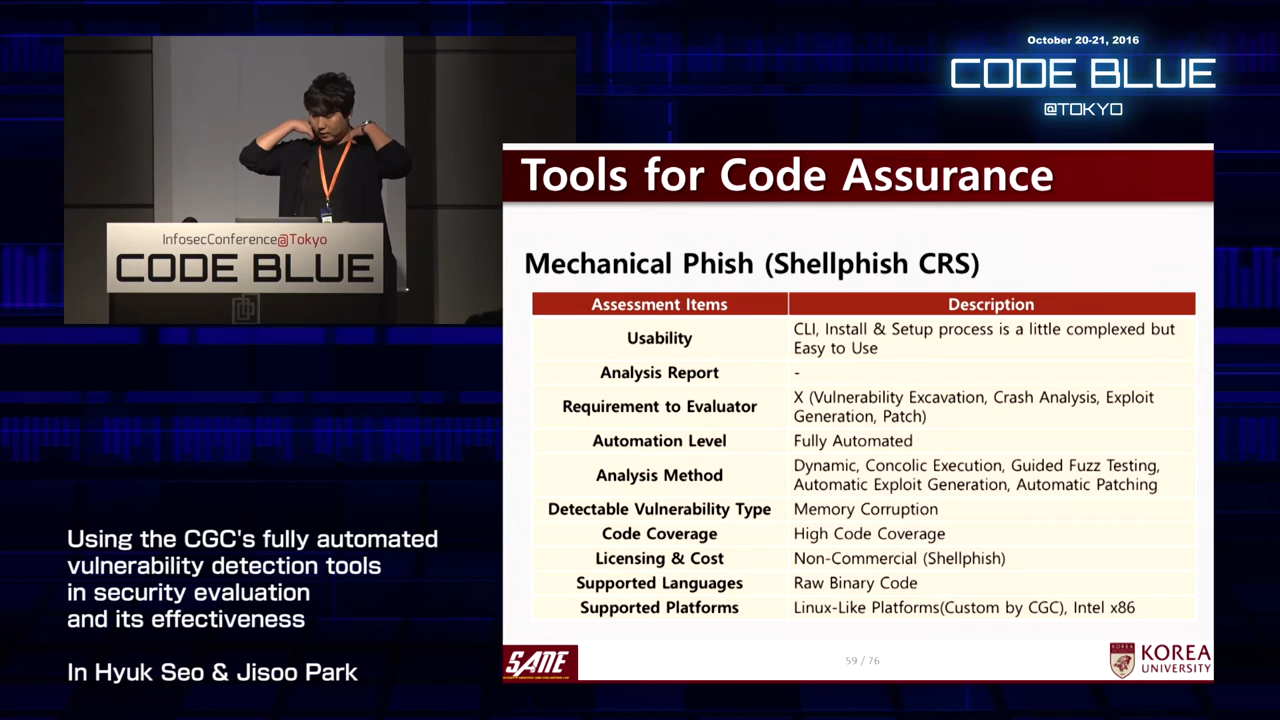 October 20-21, 2016
CODE BLUE
@TOKYO
InfosecConference@Tokyo
CODE BLUE
Tools for Code Assurance
Mechanical Phish (Shellphish CRS)
Assessment Items
Description
Usability
CLI, Install & Setup process is a little complexed but
Easy to Use
Analysis Report
-
Requirement to Evaluator
X (Vulnerability Excavation, Crash Analysis, Exploit
Generation, Patch)
Automation Level
Fully Automated
Analysis Method
Dynamic, Concolic Execution, Guided Fuzz Testing,
Automatic Exploit Generation, Automatic Patching
Detectable Vulnerability Type
Memory Corruption
Code Coverage
High Code Coverage
Licensing & Cost
Non-Commercial (Shellphish)
Supported Languages
Raw Binary Code
Supported Platforms
Linux-Like Platforms(Custom by CGC), Intel x86
SANE
59 / 76
KOREA
UNIVERSITY
Using the CGC's fully automated
vulnerability detection tools
in security evaluation
and its effectiveness
In Hyuk Seo & Jisoo Park